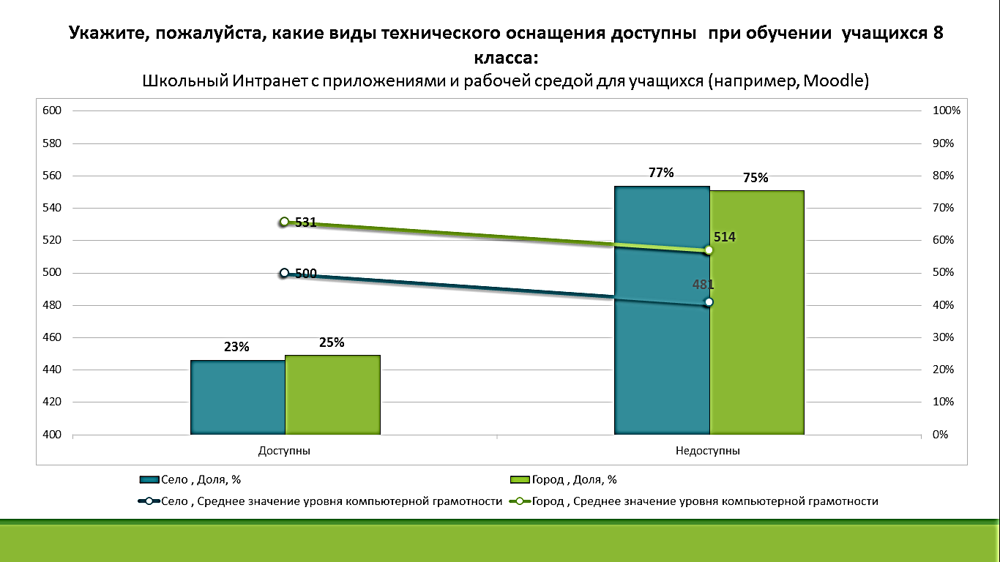 Укажите, пожалуйста, какие виды технического оснащения доступны при обучении учащихся 8
класса:
Школьный Интранет с приложениями и рабочей средой для учащихся (например, Moodle)
600 100%
580 90%
560 80%
540 70%
520 60%
500 50%
480 40%
460 30%
440 20%
420 10%
400 0%
77% 75%
531
514
500
481
23% 25%
Доступны Недоступны
Село , Доля, % Город , Доля, %
Село , Среднее значение уровня компьютерной грамотности Город , Среднее значение уровня компьютерной грамотности